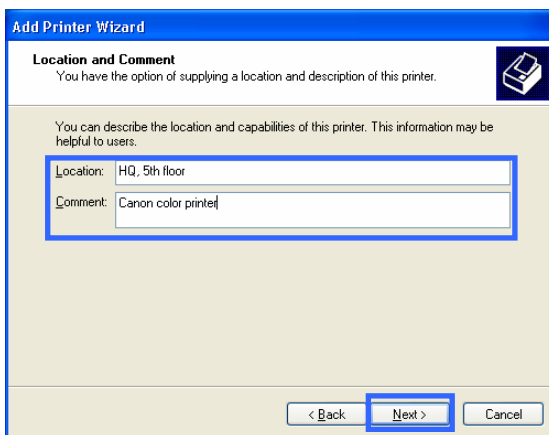 Add Printer Wizard
Location and Comment
You have the option of supplying a location and description of this printer.
You can describe the location and capabilities of this printer. This information may be
helpful to users.
Location: HQ, 5th floor
Comment: Canon color printer
< Back Next > Cancel